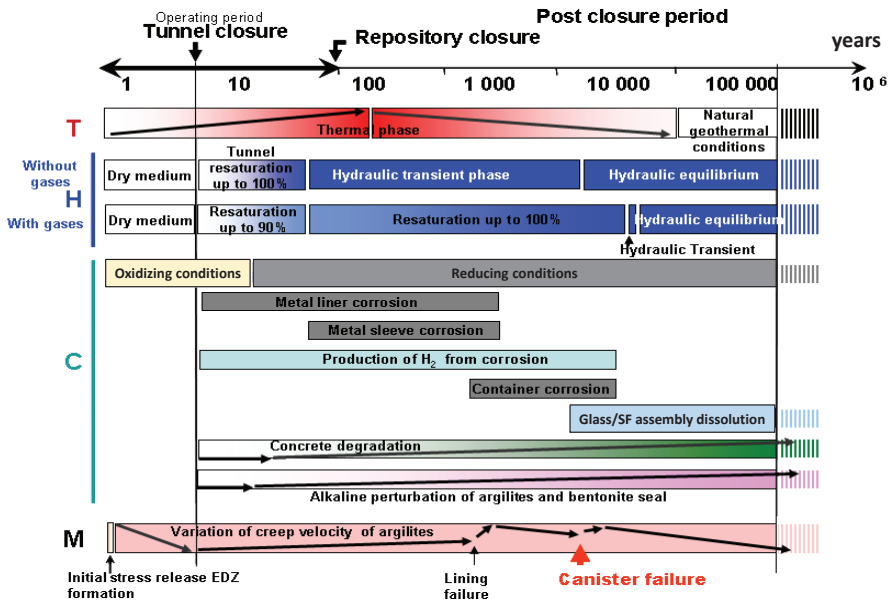 Operating period
Tunnel closure
Post closure period
Repository closure
years
1 10 100 1 000 10 000 100 000 10 6
T
Thermal phase
Natural
geothermal
conditions
Without
gases
H
With gases
Dry medium
Tunnel
resaturation
up to 100%
Hydraulic transient phase
Hydraulic equilibrium
Dry medium
Resaturation
up to 90%
Resaturation up to 100%
Hydraulic equilibrium
Hydraulic Transient
C
Oxidizing conditions
Reducing conditions
Metal liner corrosion
Metal sleeve corrosion
Production of H2 from corrosion
Container corrosion
Glass/SF assembly dissolution
Concrete degradation
Alkaline perturbation of argilites and bentonite seal
M
Variation of creep velocity of argilites
Initial stress release EDZ
formation
Lining
failure
Canister failure